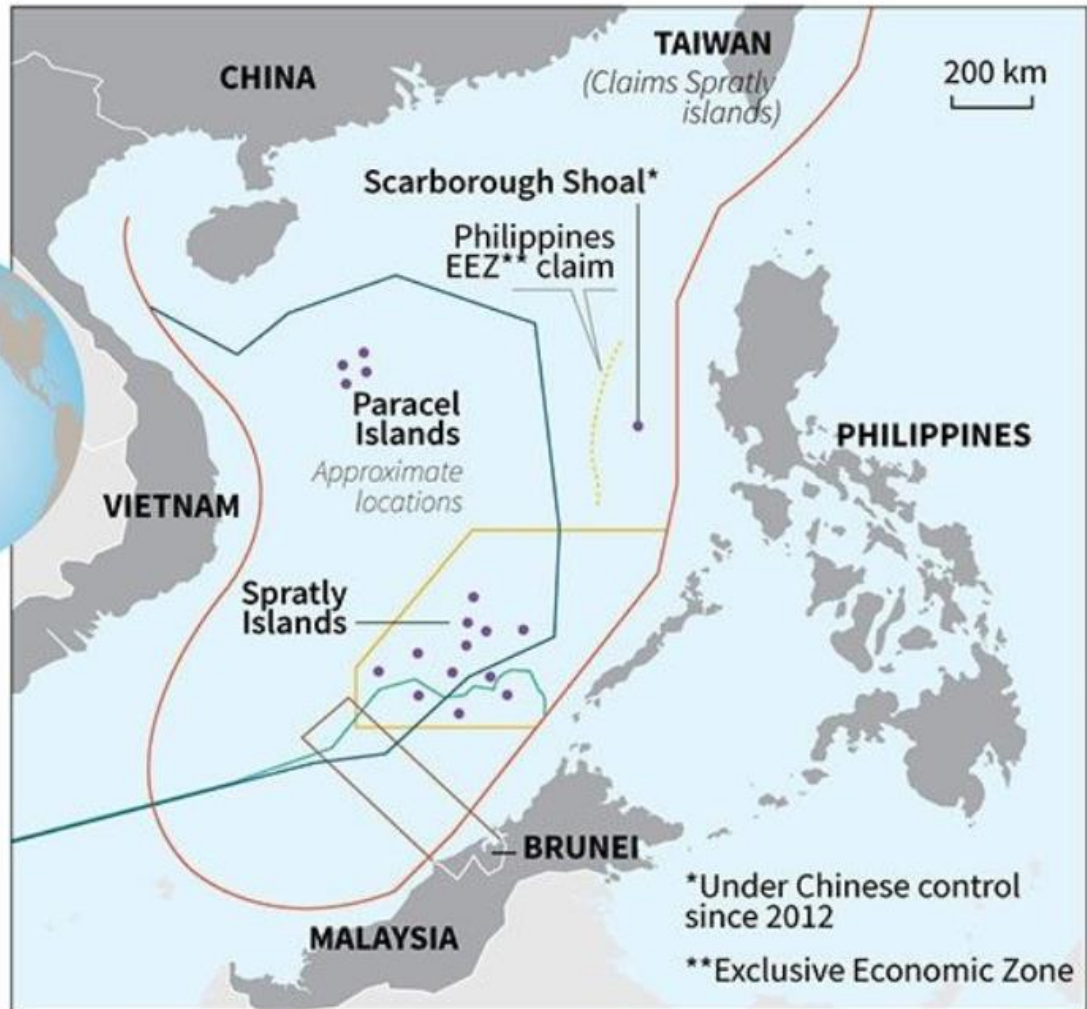 TAIWAN
CHINA
(Claims Spratly
islands)
200 km
Scarborough Shoal*
Philippines
EEZ** claim
Paracel
Islands
Approximate
locations
PHILIPPINES
VIETNAM
Spratly
Islands
BRUNEI
*Under Chinese control
since 2012
MALAYSIA
**Exclusive Economic Zone